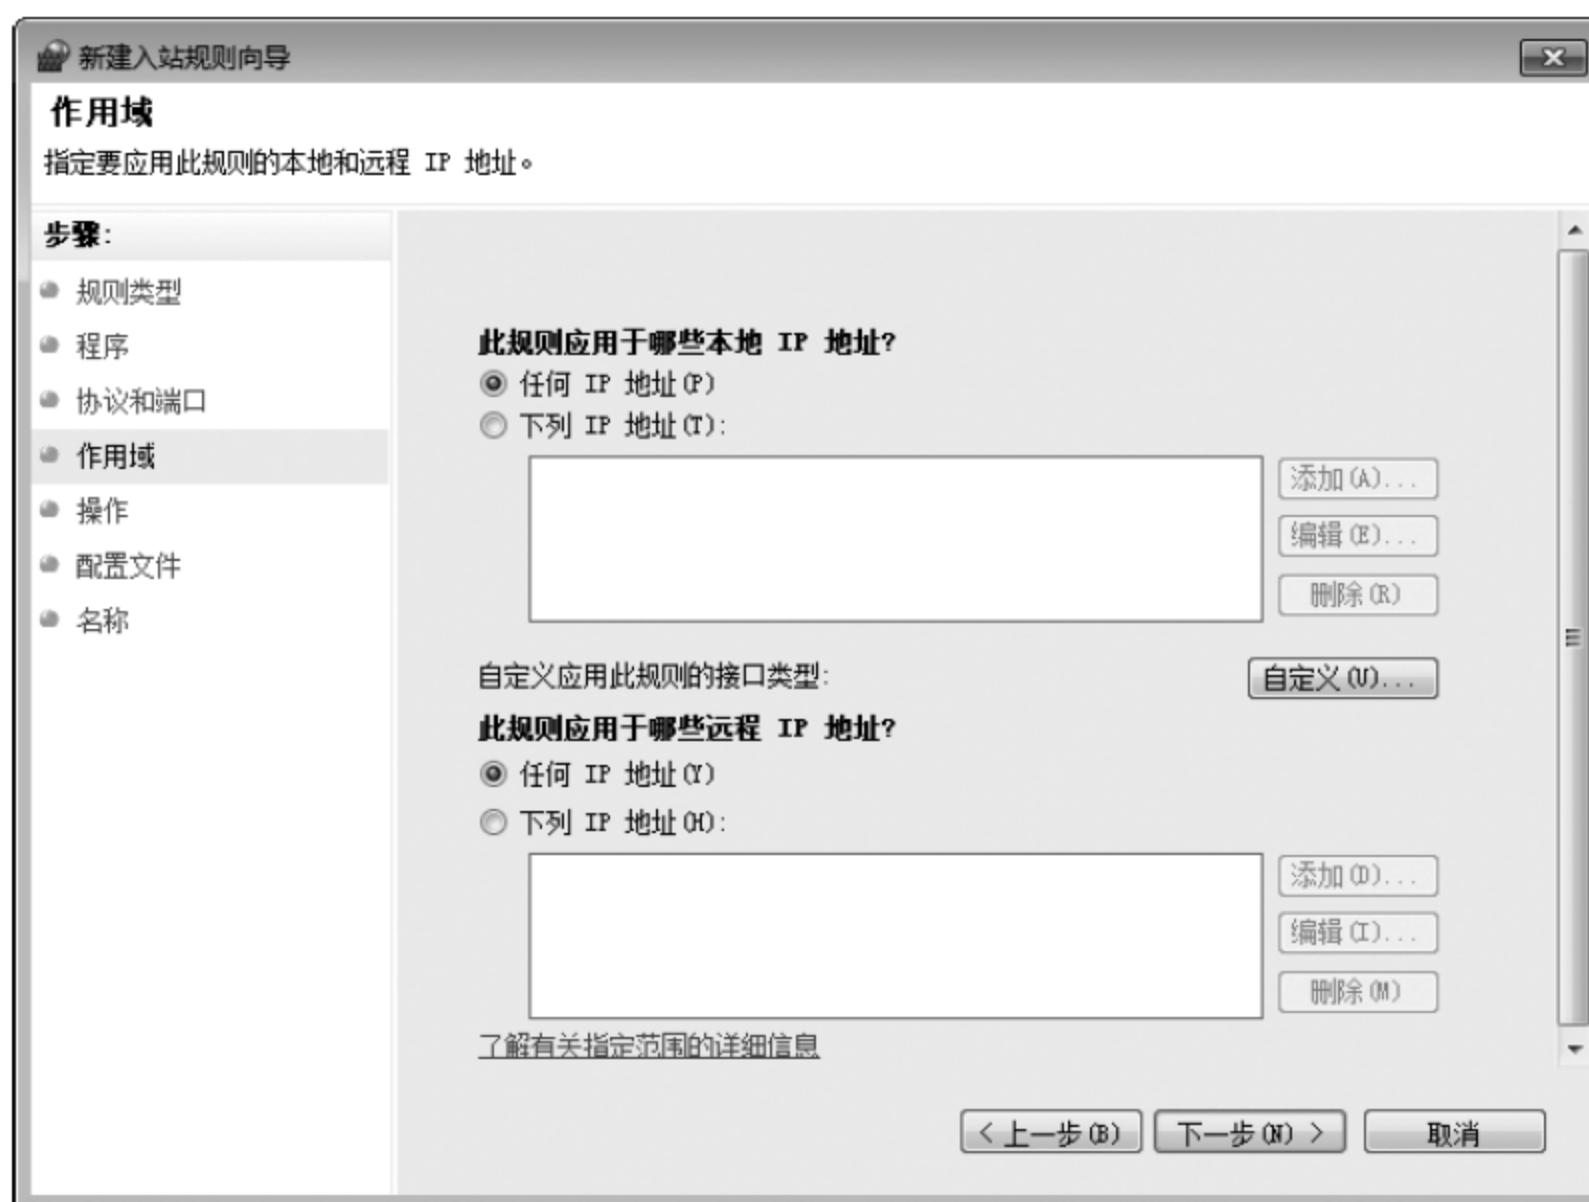 新建入站规则向导
作用域
指定要应用此规则的本地和远程 IP 地址。
步骤:
规则类型
程序
协议和端口
作用域
操作
配置文件
名称
此规则应用于哪些本地 IP 地址?
任何 IP 地址(P)
下列 IP 地址(T):
添加(A)...
编辑(E)...
删除(R)
自定义应用此规则的接口类型:
自定义(U)...
此规则应用于哪些远程 IP 地址?
任何 IP 地址(Y)
下列 IP 地址(H):
添加(D)...
编辑(I)...
删除(M)
了解有关指定范围的详细信息
< 上一步(B)
下一步(N) >
取消